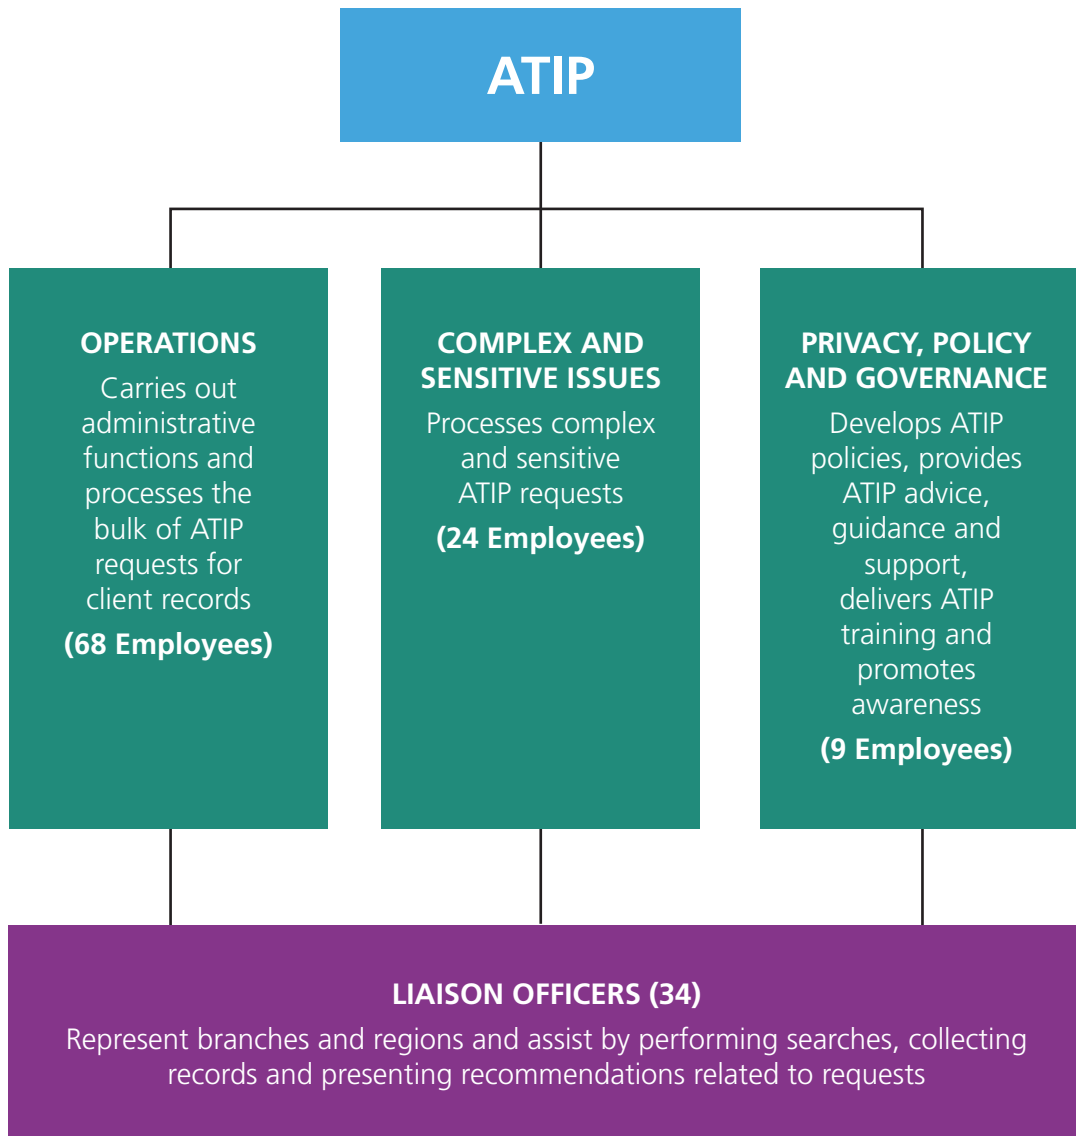 ATIP
OPERATIONS
Carries out
administrative
functions and
processes the
bulk of ATIP
requests for
client records
(68 Employees)
COMPLEX AND
SENSITIVE ISSUES
Processes complex
and sensitive
ATIP requests
(24 Employees)
PRIVACY, POLICY
AND GOVERNANCE
Develops ATIP
policies, provides
ATIP advice,
guidance and
support,
delivers ATIP
training and
promotes
awareness
(9 Employees)
LIAISON OFFICERS (34)
Represent branches and regions and assist by performing searches, collecting
records and presenting recommendations related to requests